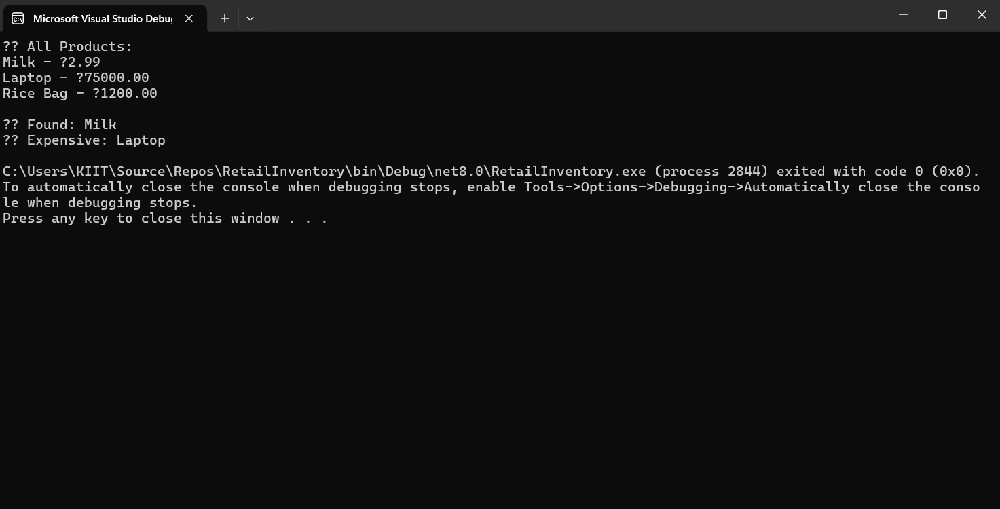 Microsoft Visual Studio Debu
?? All Products:
Milk - ?2.99
Laptop - ?75000.00
Rice Bag - ?1200.00
?? Found: Milk
?? Expensive: Laptop
C:\Users\KIIT\Source\Repos\RetailInventory\bin\Debug\net8.0\RetailInventory.exe (process 2844) exited with code 0 (0x0).
To automatically close the console when debugging stops, enable Tools->Options->Debugging->Automatically close the conso
le when debugging stops.
Press any key to close this window . . .